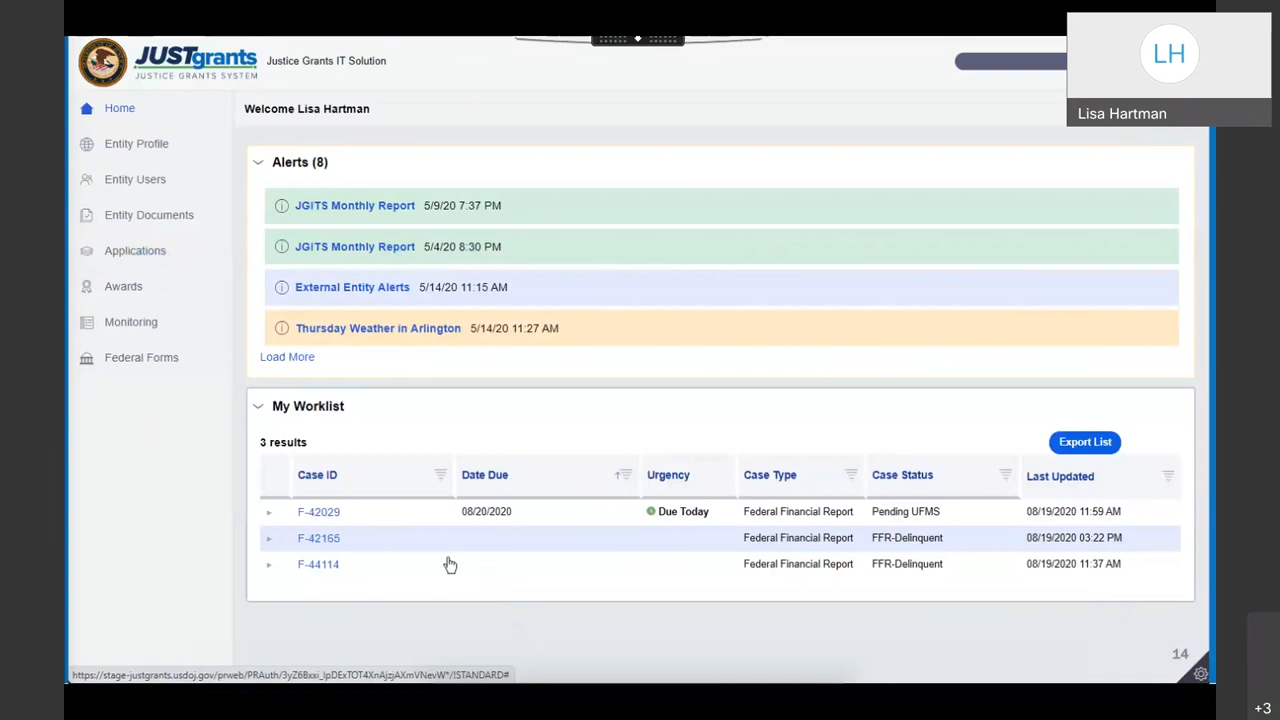 LH
Lisa Hartman
JUSTgrants
JUSTICE GRANTS SYSTEM
Justice Grants IT Solution
Home
Entity Profile
Entity Users
Entity Documents
Applications
Awards
Monitoring
Federal Forms
Welcome Lisa Hartman
Alerts (8)
JGITS Monthly Report 5/9/20 7:37 PM
JGITS Monthly Report 5/4/20 8:30 PM
External Entity Alerts 5/14/20 11:15 AM
Thursday Weather in Arlington 5/14/20 11:27 AM
Load More
My Worklist
3 results
Export List
Case ID Date Due Urgency Case Type Case Status Last Updated
F-42029 08/20/2020 Due Today Federal Financial Report Pending UFMS 08/19/2020 11:59 AM
F-42165 Federal Financial Report FFR-Delinquent 08/19/2020 03:22 PM
F-44114 Federal Financial Report FFR-Delinquent 08/19/2020 11:37 AM
14
+3